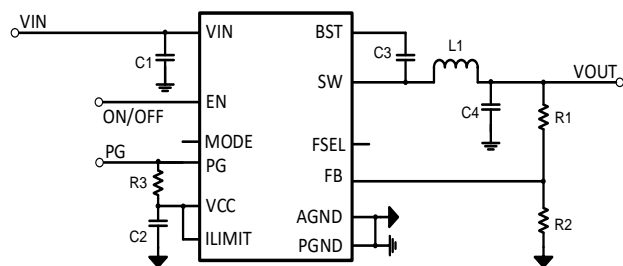 VIN
VIN
BST
C1
C3
L1
SW
VOUT
EN
ON/OFF
C4
R1
MODE
FSEL
PG
PG
R3
FB
VCC
C2
AGND
R2
ILIMIT
PGND